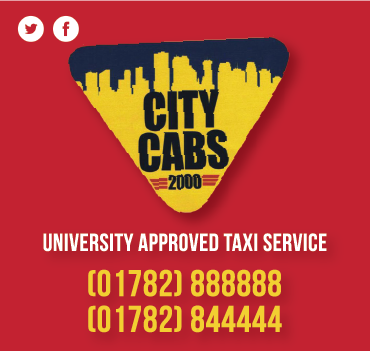 CITY
CABS
2000
UNIVERSITY APPROVED TAXI SERVICE
(01782) 888888
(01782) 844444